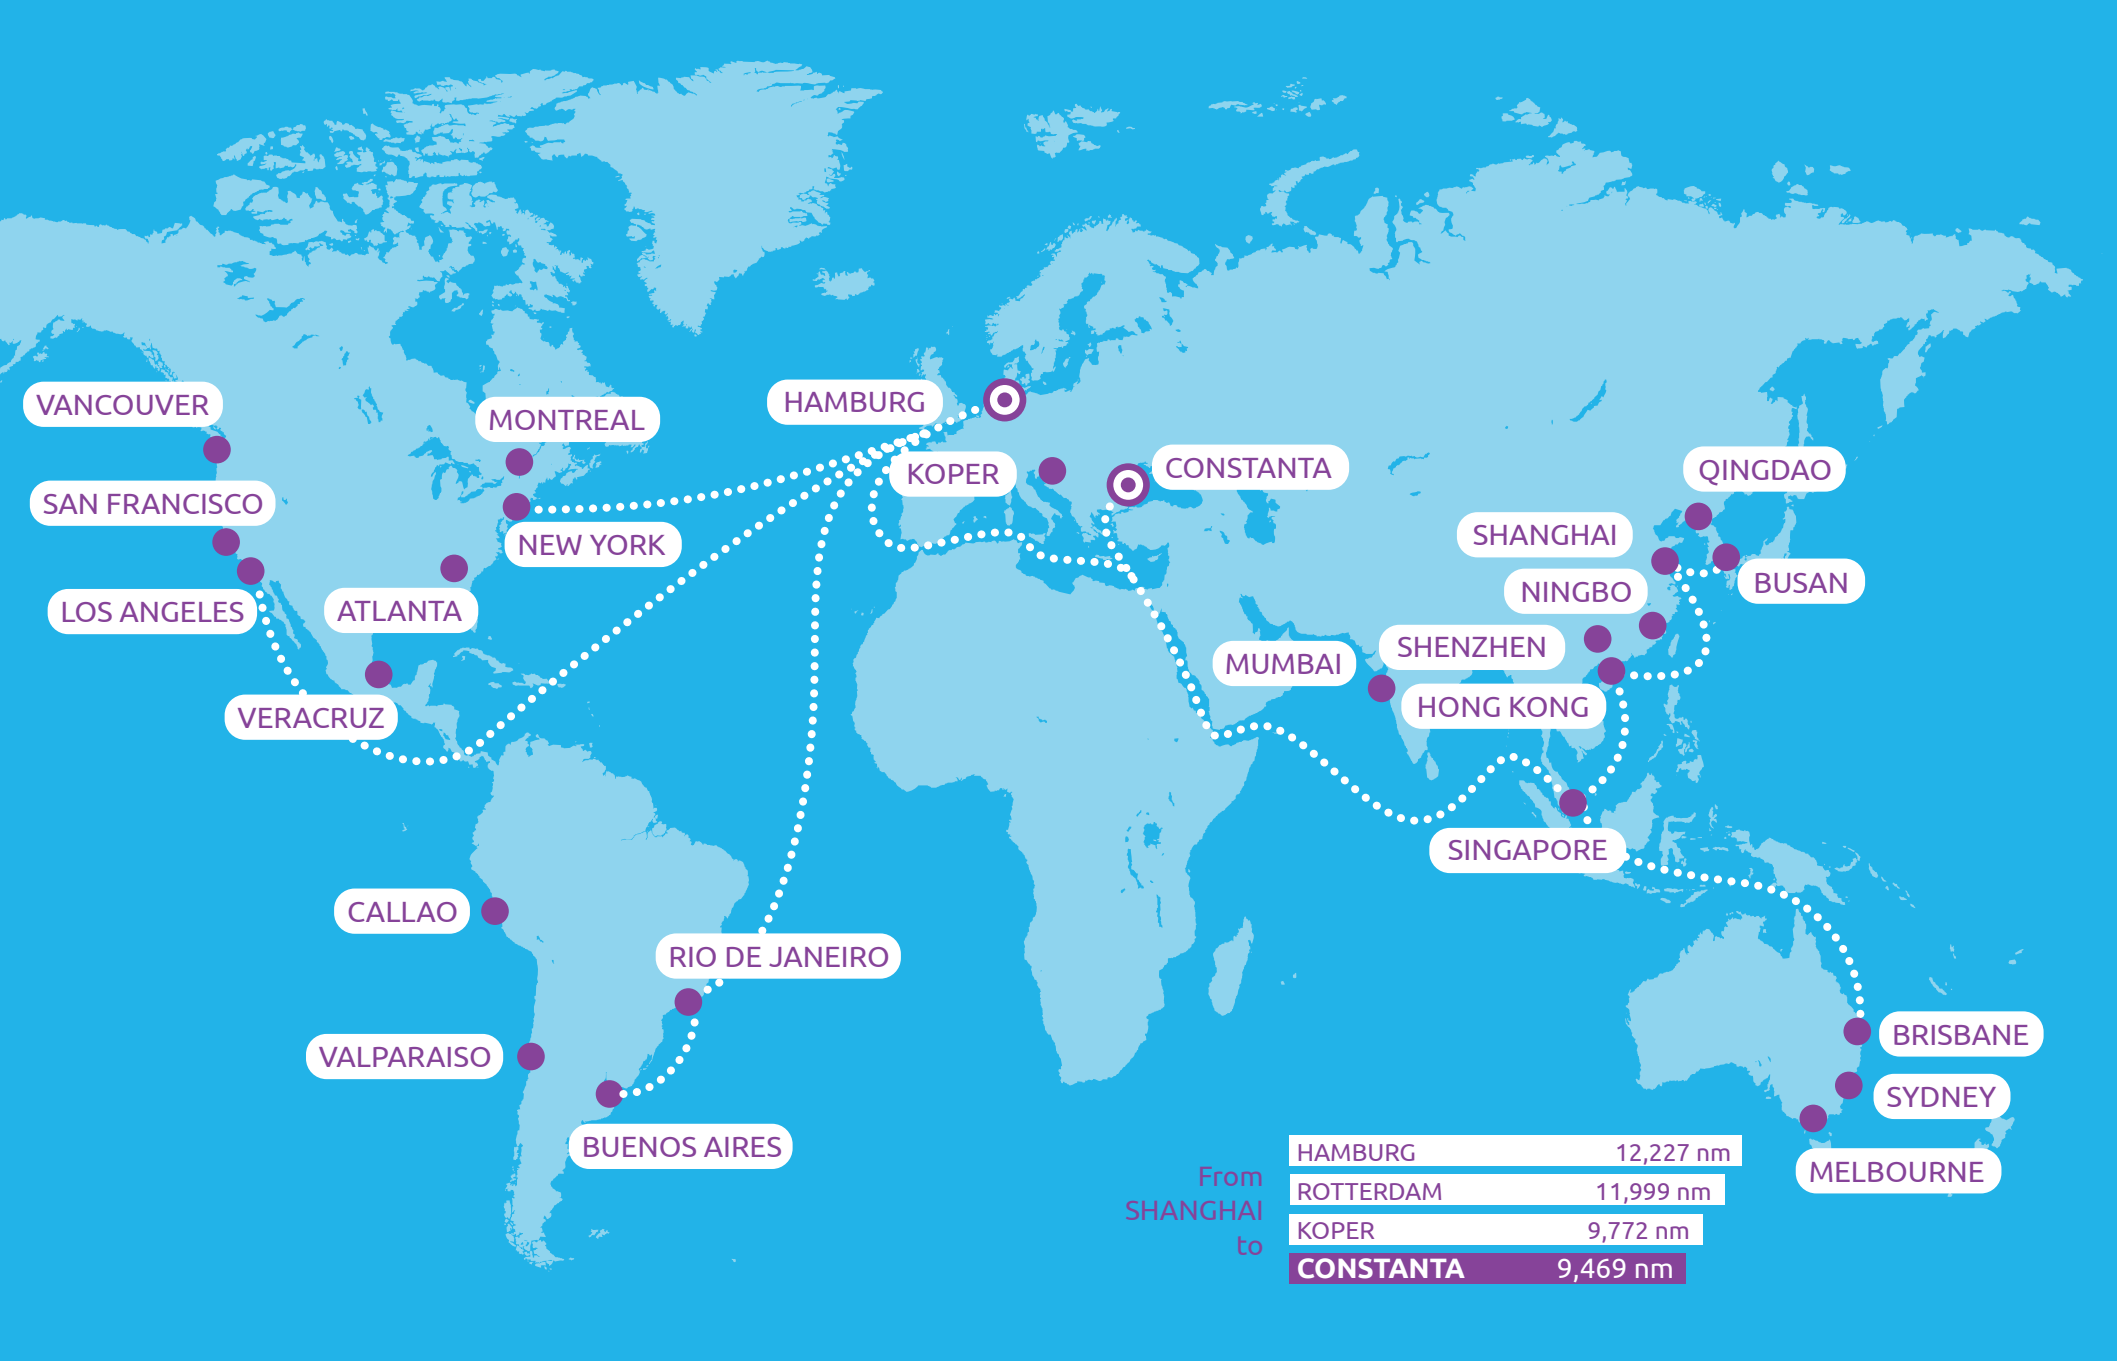 VANCOUVER
HAMBURG
MONTREAL
KOPER
CONSTANTA
QINGDAO
SAN FRANCISCO
SHANGHAI
NEW YORK
BUSAN
NINGBO
LOS ANGELES
ATLANTA
SHENZHEN
MUMBAI
HONG KONG
VERACRUZ
SINGAPORE
CALLAO
RIO DE JANEIRO
BRISBANE
VALPARAISO
SYDNEY
BUENOS AIRES
MELBOURNE
From
SHANGHAI
to
HAMBURG 12,227 nm
ROTTERDAM 11,999 nm
KOPER 9,772 nm
CONSTANTA 9,469 nm